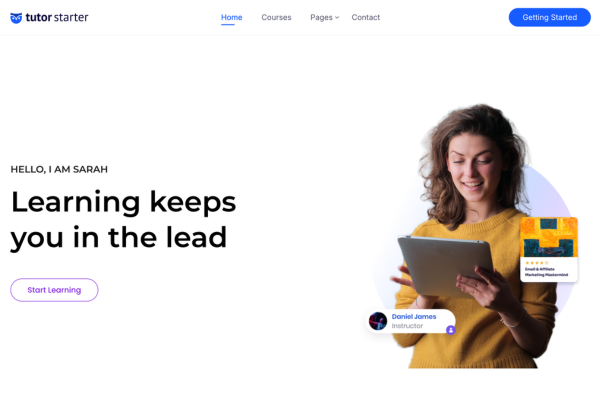 tutor starter
Home
Courses
Pages
Contact
Getting Started
HELLO, I AM SARAH
Learning keeps
you in the lead
Start Learning
Email & Affiliate
Marketing Mastermind
Daniel James
Instructor